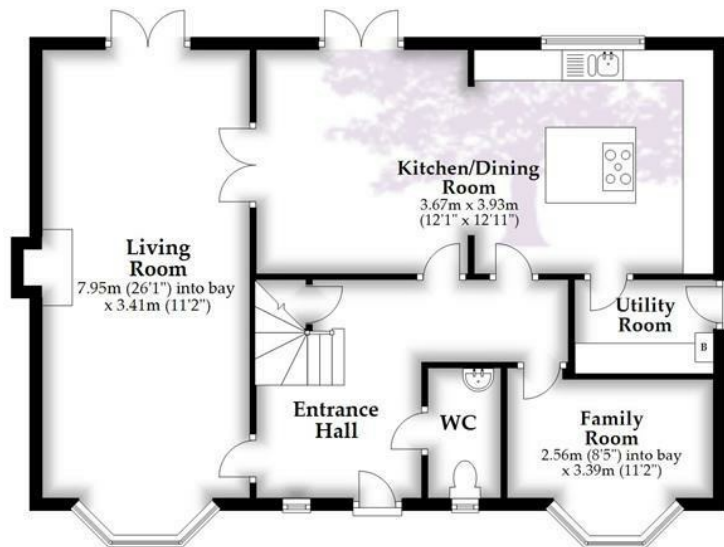 Kitchen/Dining
Room
3.67m x 3.93m
(12'1" x 12'11")
Living
Room
7.95m (26'1") into bay
x 3.41m (11'2")
Utility
Room
B
Entrance
Hall
WC
Family
Room
2.56m (8'5") into bay
x 3.39m (11'2")